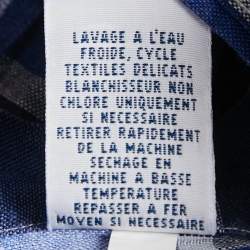 LAVAGE A L'EAU
FROIDE, CYCLE
TEXTILES DELICATS
BLANCHISSEUR NON
CHLORE UNIQUEMENT
SI NECESSAIRE
RETIRER RAPIDEMENT
DE LA MACHINE
SECHAGE EN
MACHINE A BASSE
TEMPERATURE
REPASSER A FER
MOYEN SI NECESSAIRE